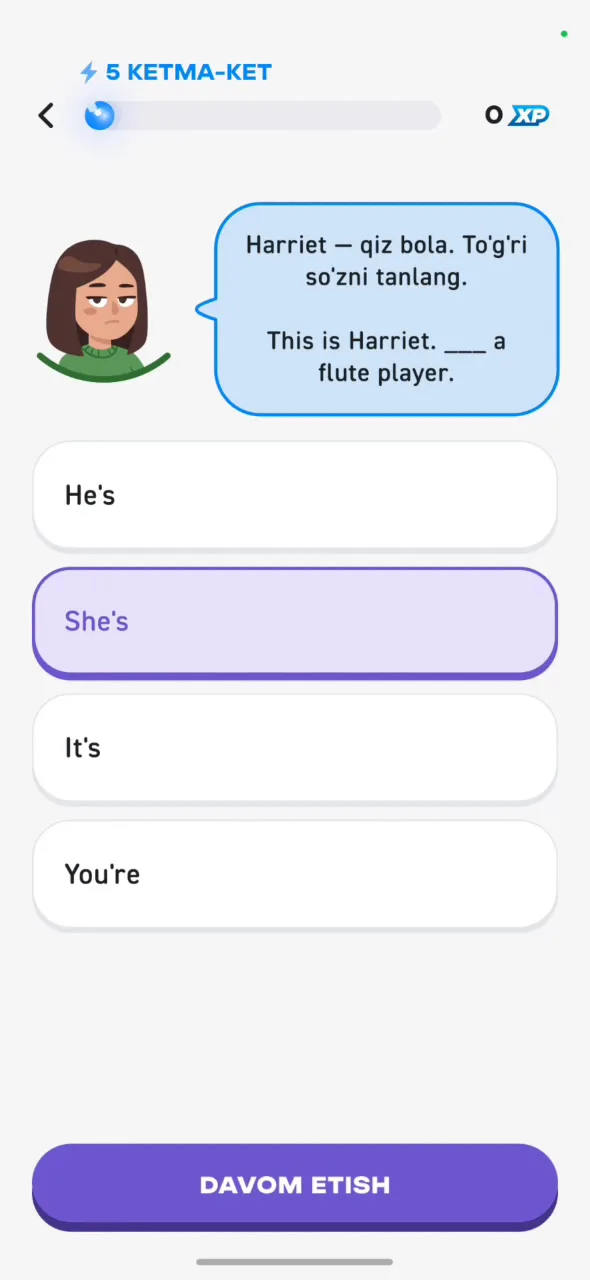 5 KETMA-KET
0 XP
Harriet — qiz bola. To'g'ri
so'zni tanlang.
This is Harriet. ___ a
flute player.
He's
She's
It's
You're
DAVOM ETISH